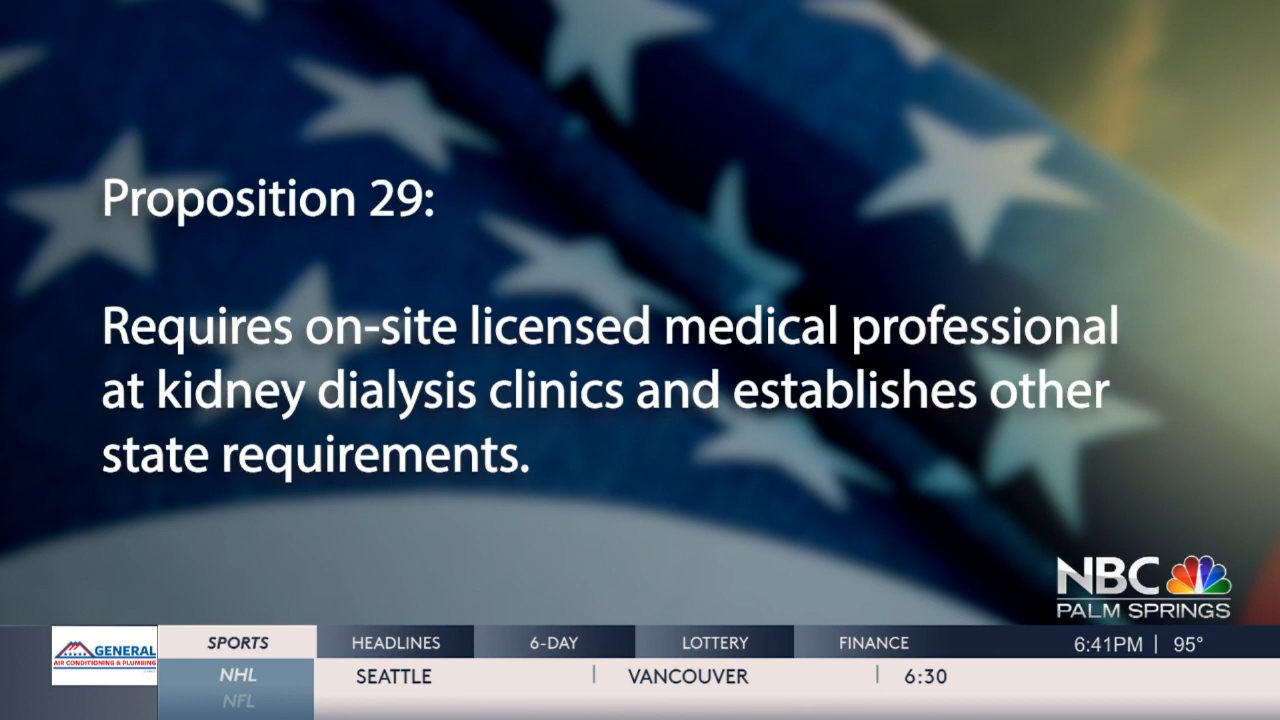 Proposition 29:
Requires on-site licensed medical professional
at kidney dialysis clinics and establishes other
state requirements.
NBC
PALM SPRINGS
GENERAL
AIR CONDITIONING & PLUMBING
SPORTS HEADLINES 6-DAY LOTTERY FINANCE 6:41PM | 95°
NHL SEATTLE | VANCOUVER | 6:30
NFL